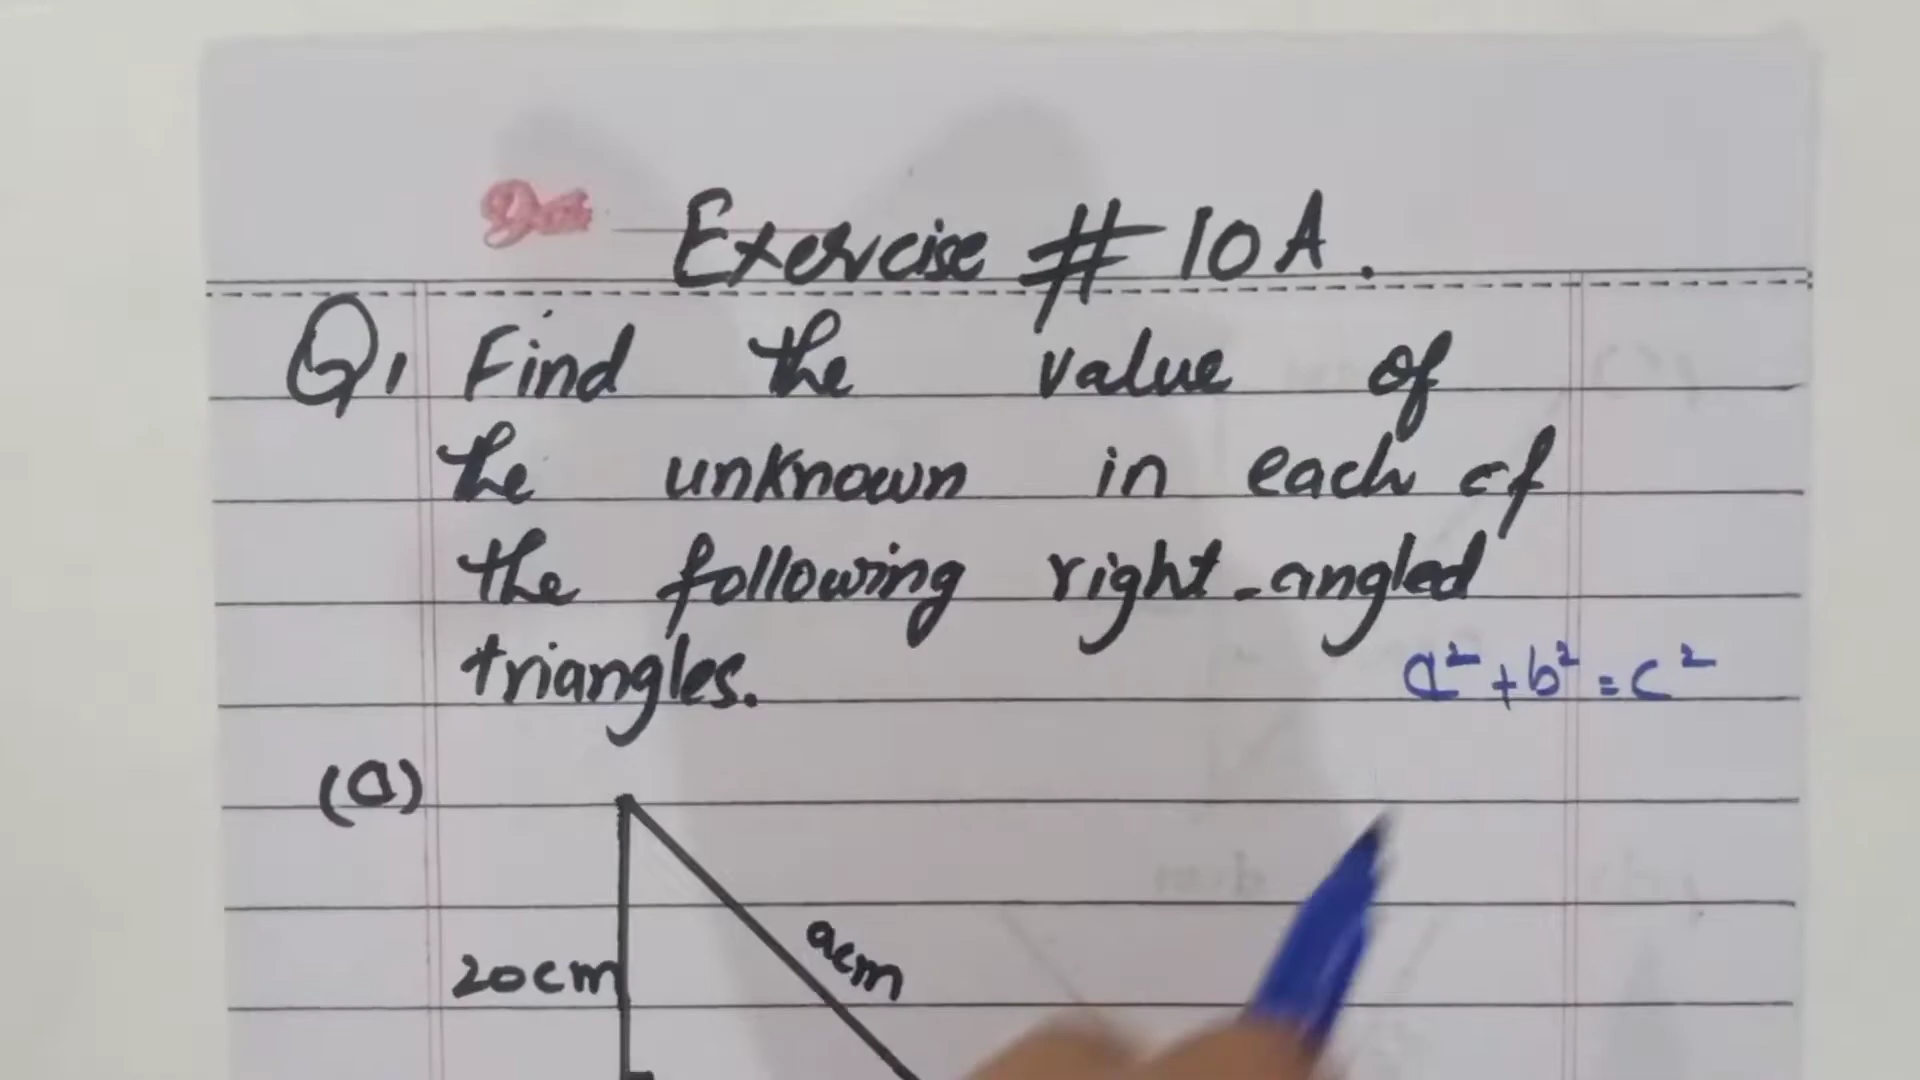 Exercise # 10A.
Q1 Find the value of
the unknown in each of
the following right-angled
triangles.
a² + b² = c²
(a)
acm
20cm